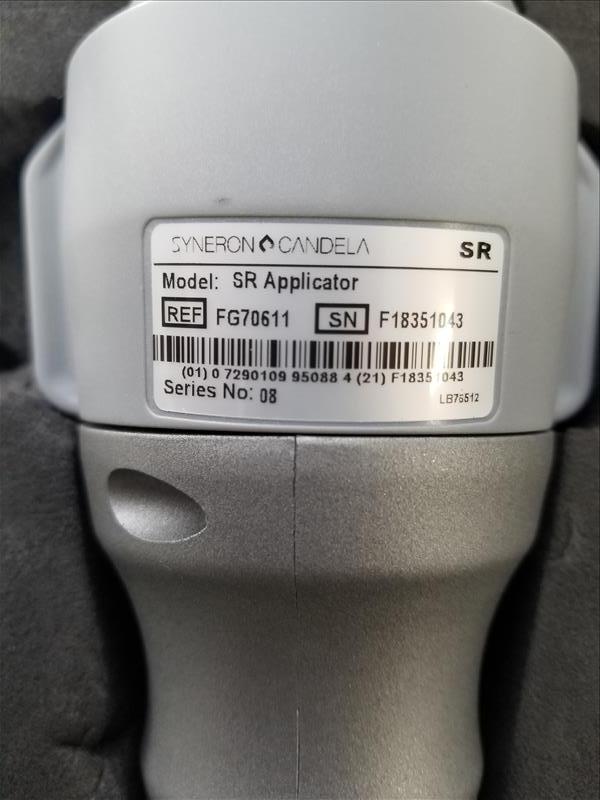 SYNERON CANDELA SR
Model: SR Applicator
REF FG70611 SN F18351043
(01) 0 7290109 95088 4 (21) F18351043
Series No: 08
LB76512